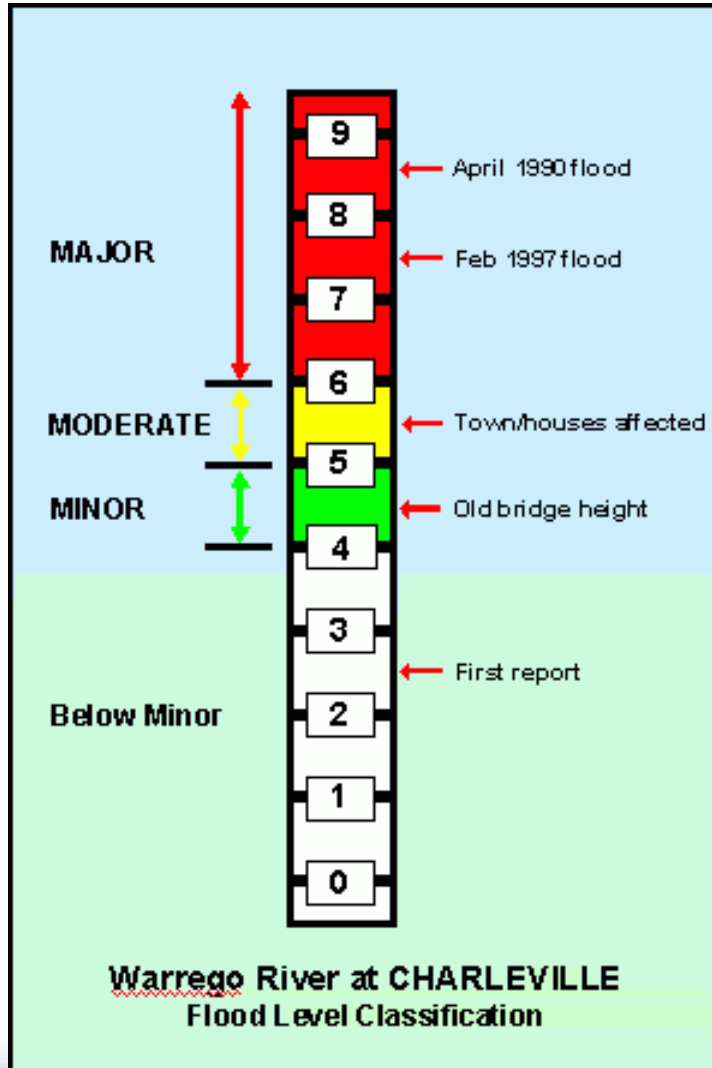 9
April 1990 flood
8
MAJOR
Feb 1997 flood
7
6
MODERATE
Town/houses affected
5
MINOR
Old bridge height
4
3
First report
Below Minor
2
1
0
Warrego River at CHARLEVILLE
Flood Level Classification